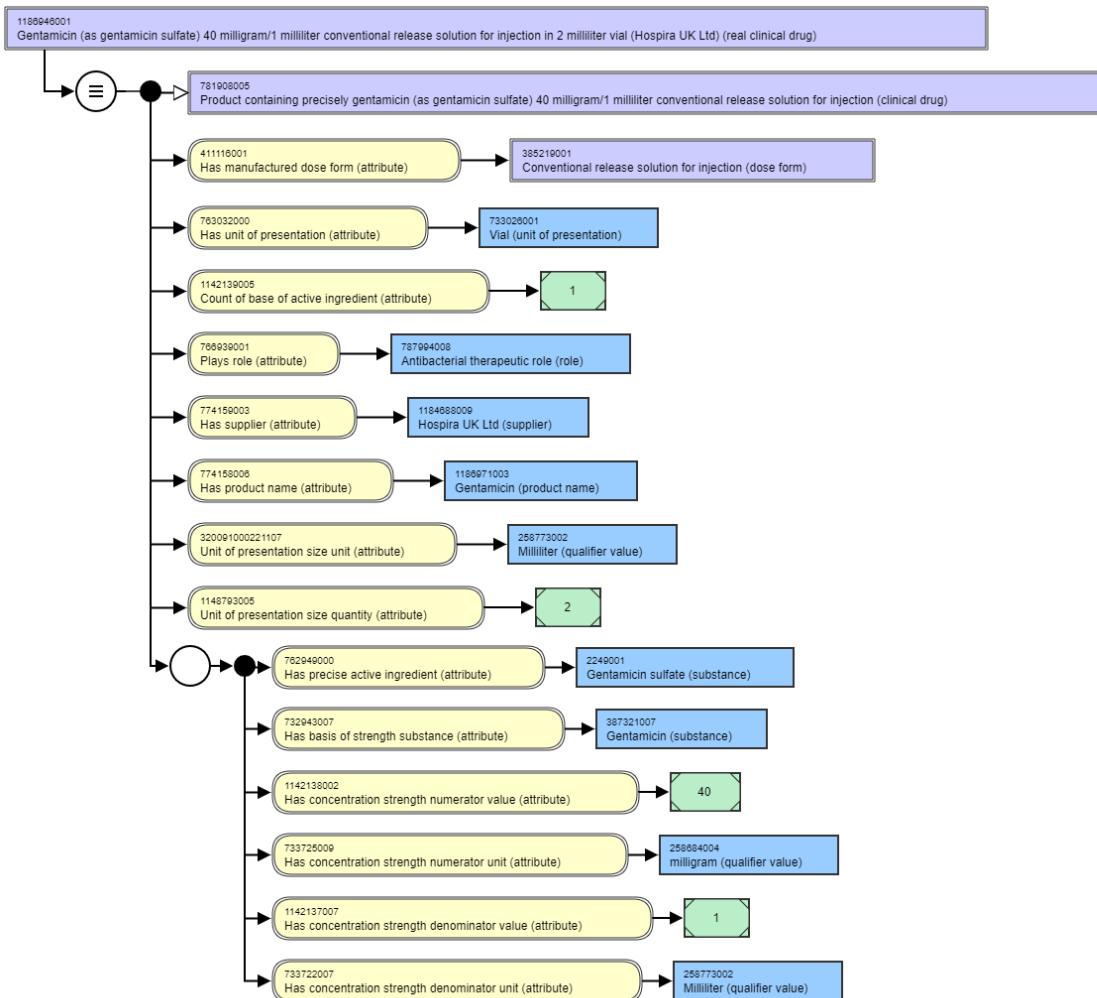 1186946001
Gentamicin (as gentamicin sulfate) 40 milligram/1 milliliter conventional release solution for injection in 2 milliliter vial (Hospira UK Ltd) (real clinical drug)
781908005
Product containing precisely gentamicin (as gentamicin sulfate) 40 milligram/1 milliliter conventional release solution for injection (clinical drug)
411116001
Has manufactured dose form (attribute)
385219001
Conventional release solution for injection (dose form)
763032000
Has unit of presentation (attribute)
733026001
Vial (unit of presentation)
1142139005
Count of base of active ingredient (attribute)
1
766939001
Plays role (attribute)
787994008
Antibacterial therapeutic role (role)
774159003
Has supplier (attribute)
1184688009
Hospira UK Ltd (supplier)
774158006
Has product name (attribute)
1186971003
Gentamicin (product name)
320091000221107
Unit of presentation size unit (attribute)
258773002
Milliliter (qualifier value)
1148793005
Unit of presentation size quantity (attribute)
2
762949000
Has precise active ingredient (attribute)
2249001
Gentamicin sulfate (substance)
732943007
Has basis of strength substance (attribute)
387321007
Gentamicin (substance)
1142138002
Has concentration strength numerator value (attribute)
40
733725009
Has concentration strength numerator unit (attribute)
258684004
milligram (qualifier value)
1142137007
Has concentration strength denominator value (attribute)
1
733722007
Has concentration strength denominator unit (attribute)
258773002
Milliliter (qualifier value)